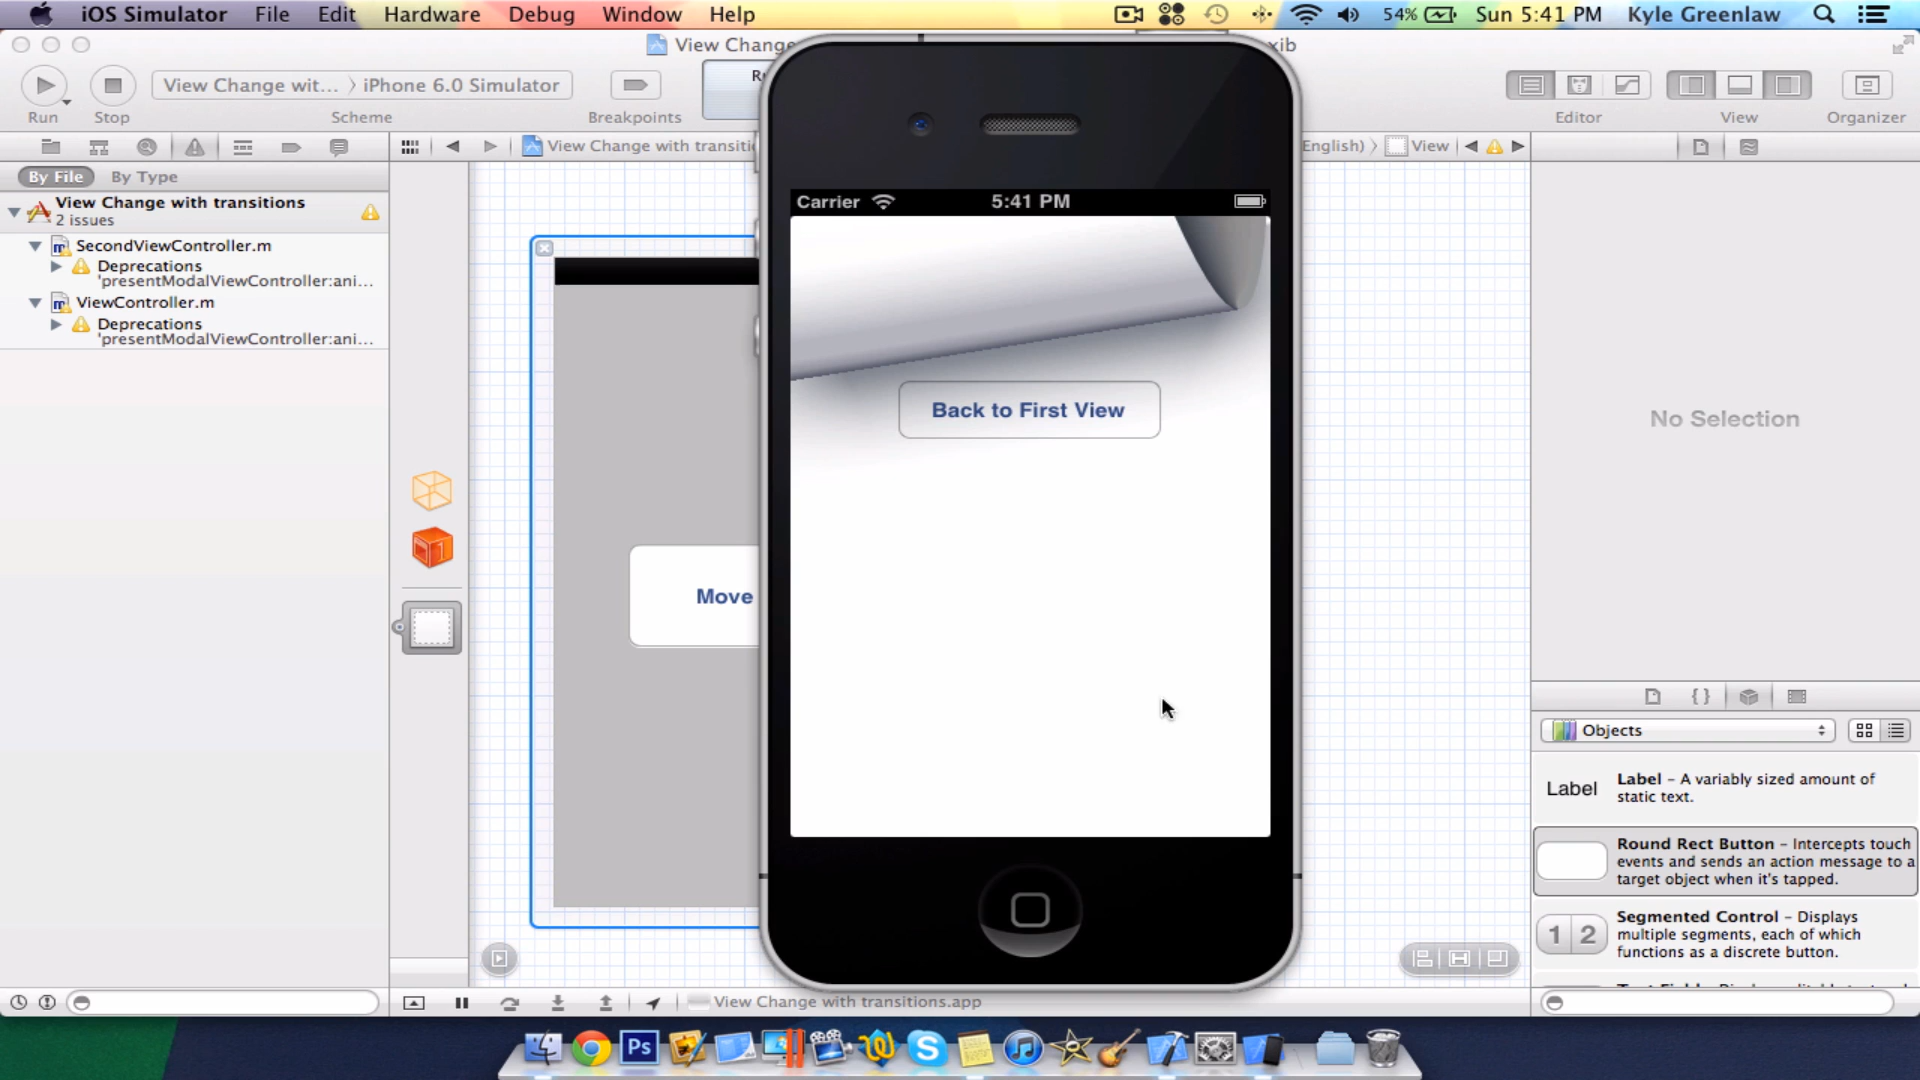 iOS Simulator File Edit Hardware Debug Window Help
54% Sun 5:41 PM Kyle Greenlaw
View Change
xib
View Change wit... iPhone 6.0 Simulator
Run Stop Scheme Breakpoints
Editor View Organizer
View Change with transiti
English) View
By File By Type
View Change with transitions
2 issues
SecondViewController.m
Deprecations
'presentModalViewController:ani...
ViewController.m
Deprecations
'presentModalViewController:ani...
Move
Carrier 5:41 PM
Back to First View
No Selection
Objects
Label
Label – A variably sized amount of
static text.
Round Rect Button – Intercepts touch
events and sends an action message to a
target object when it's tapped.
1 2
Segmented Control – Displays
multiple segments, each of which
functions as a discrete button.
View Change with transitions.app
Ps